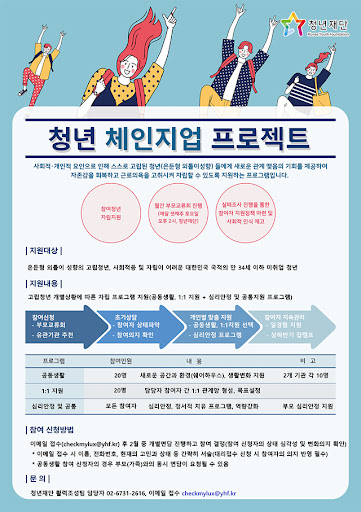 청년재단
Korea Youth Foundation
청년 체인지업 프로젝트
사회적·개인적 요인으로 인해 스스로 고립된 청년(은둔형 외톨이성향) 들에게 새로운 관계 맺음의 기회를 제공하여
자존감을 회복하고 근로의욕을 고취시켜 자립할 수 있도록 지원하는 프로그램입니다.
참여청년
자립지원
월간 부모교류회 진행
(매달 셋째주 토요일
오후 2시, 청년재단)
실태조사 진행을 통한
참여자 지원정책 마련 및
사회적 인식 제고
| 지원대상 |
은둔형 외톨이 성향의 고립청년, 사회적응 및 자립이 어려운 대한민국 국적의 만 34세 이하 미취업 청년
| 지원내용 |
고립청년 개별상황에 따른 자립 프로그램 지원(공동생활, 1:1 지원 + 심리안정 및 공통지원 프로그램)
참여신청
- 부모교류회
- 유관기관 추천
초기상담
- 참여자 상태파악
- 참여의지 확인
개인별 맞춤 지원
- 공동생활, 1:1지원 선택
- 심리안정, 공통프로그램
참여자 지속관리
- 일경험 지원
- 상하반기 집캠프
프로그램 참여인원 내 용 비 고
공동생활 20명 새로운 공간과 환경(쉐어하우스), 생활변화 지원 2개 기관 각 10명
1:1 지원 20명 담당자 참여자 간 1:1 관계망 형성, 목표설정
심리안정 및 공통 모든 참여자 심리안정, 정서적 치유 프로그램, 역량강화 부모 심리안정 지원
| 참여 신청방법 |
이메일 접수(checkmylux@yhf.kr) 후 2월 중 개별면담 진행하고 참여 결정(참여 신청자의 상태 심각성 및 변화의지 확인)
* 이메일 접수 시 이름, 전화번호, 현재의 고민과 상태 등 간략히 서술(대리접수 신청 시 참여자의 의지 반영 필수)
* 공동생활 참여 신청자의 경우 부모(가족)와의 동시 면담이 요청될 수 있음
| 문 의 |
청년재단 활력조성팀 담당자 02-6731-2616, 이메일 접수 checkmylux@yhf.kr